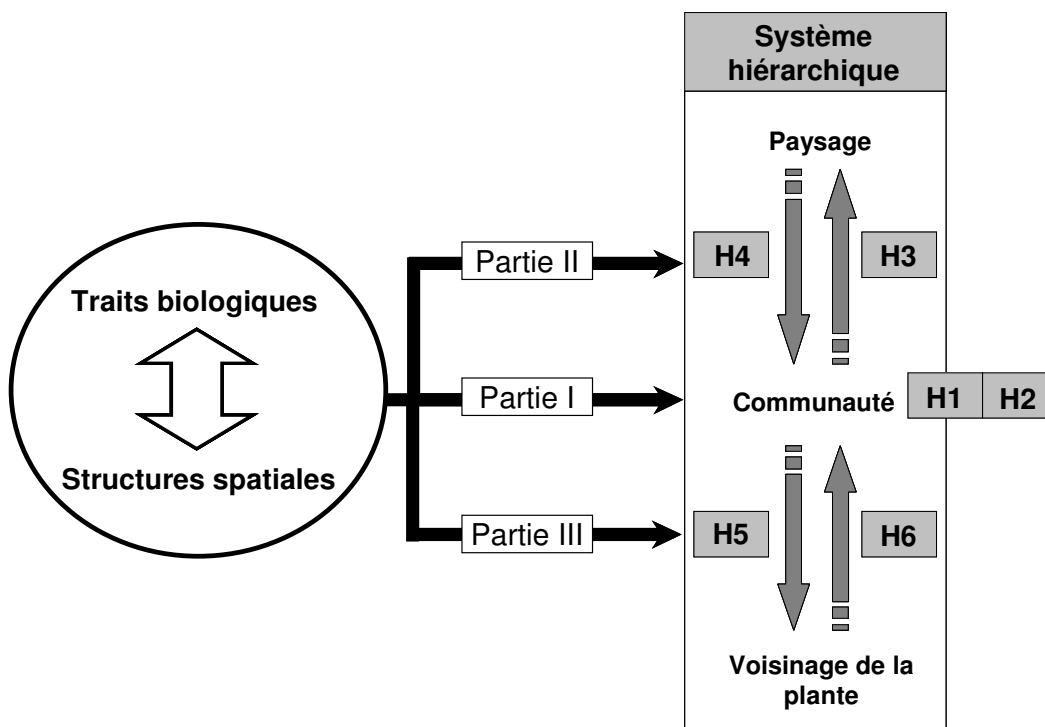 Système
hiérarchique
Paysage
H4
H3
Partie II
Traits biologiques
Partie I
Communauté
H1
H2
Structures spatiales
Partie III
H5
H6
Voisinage de la
plante